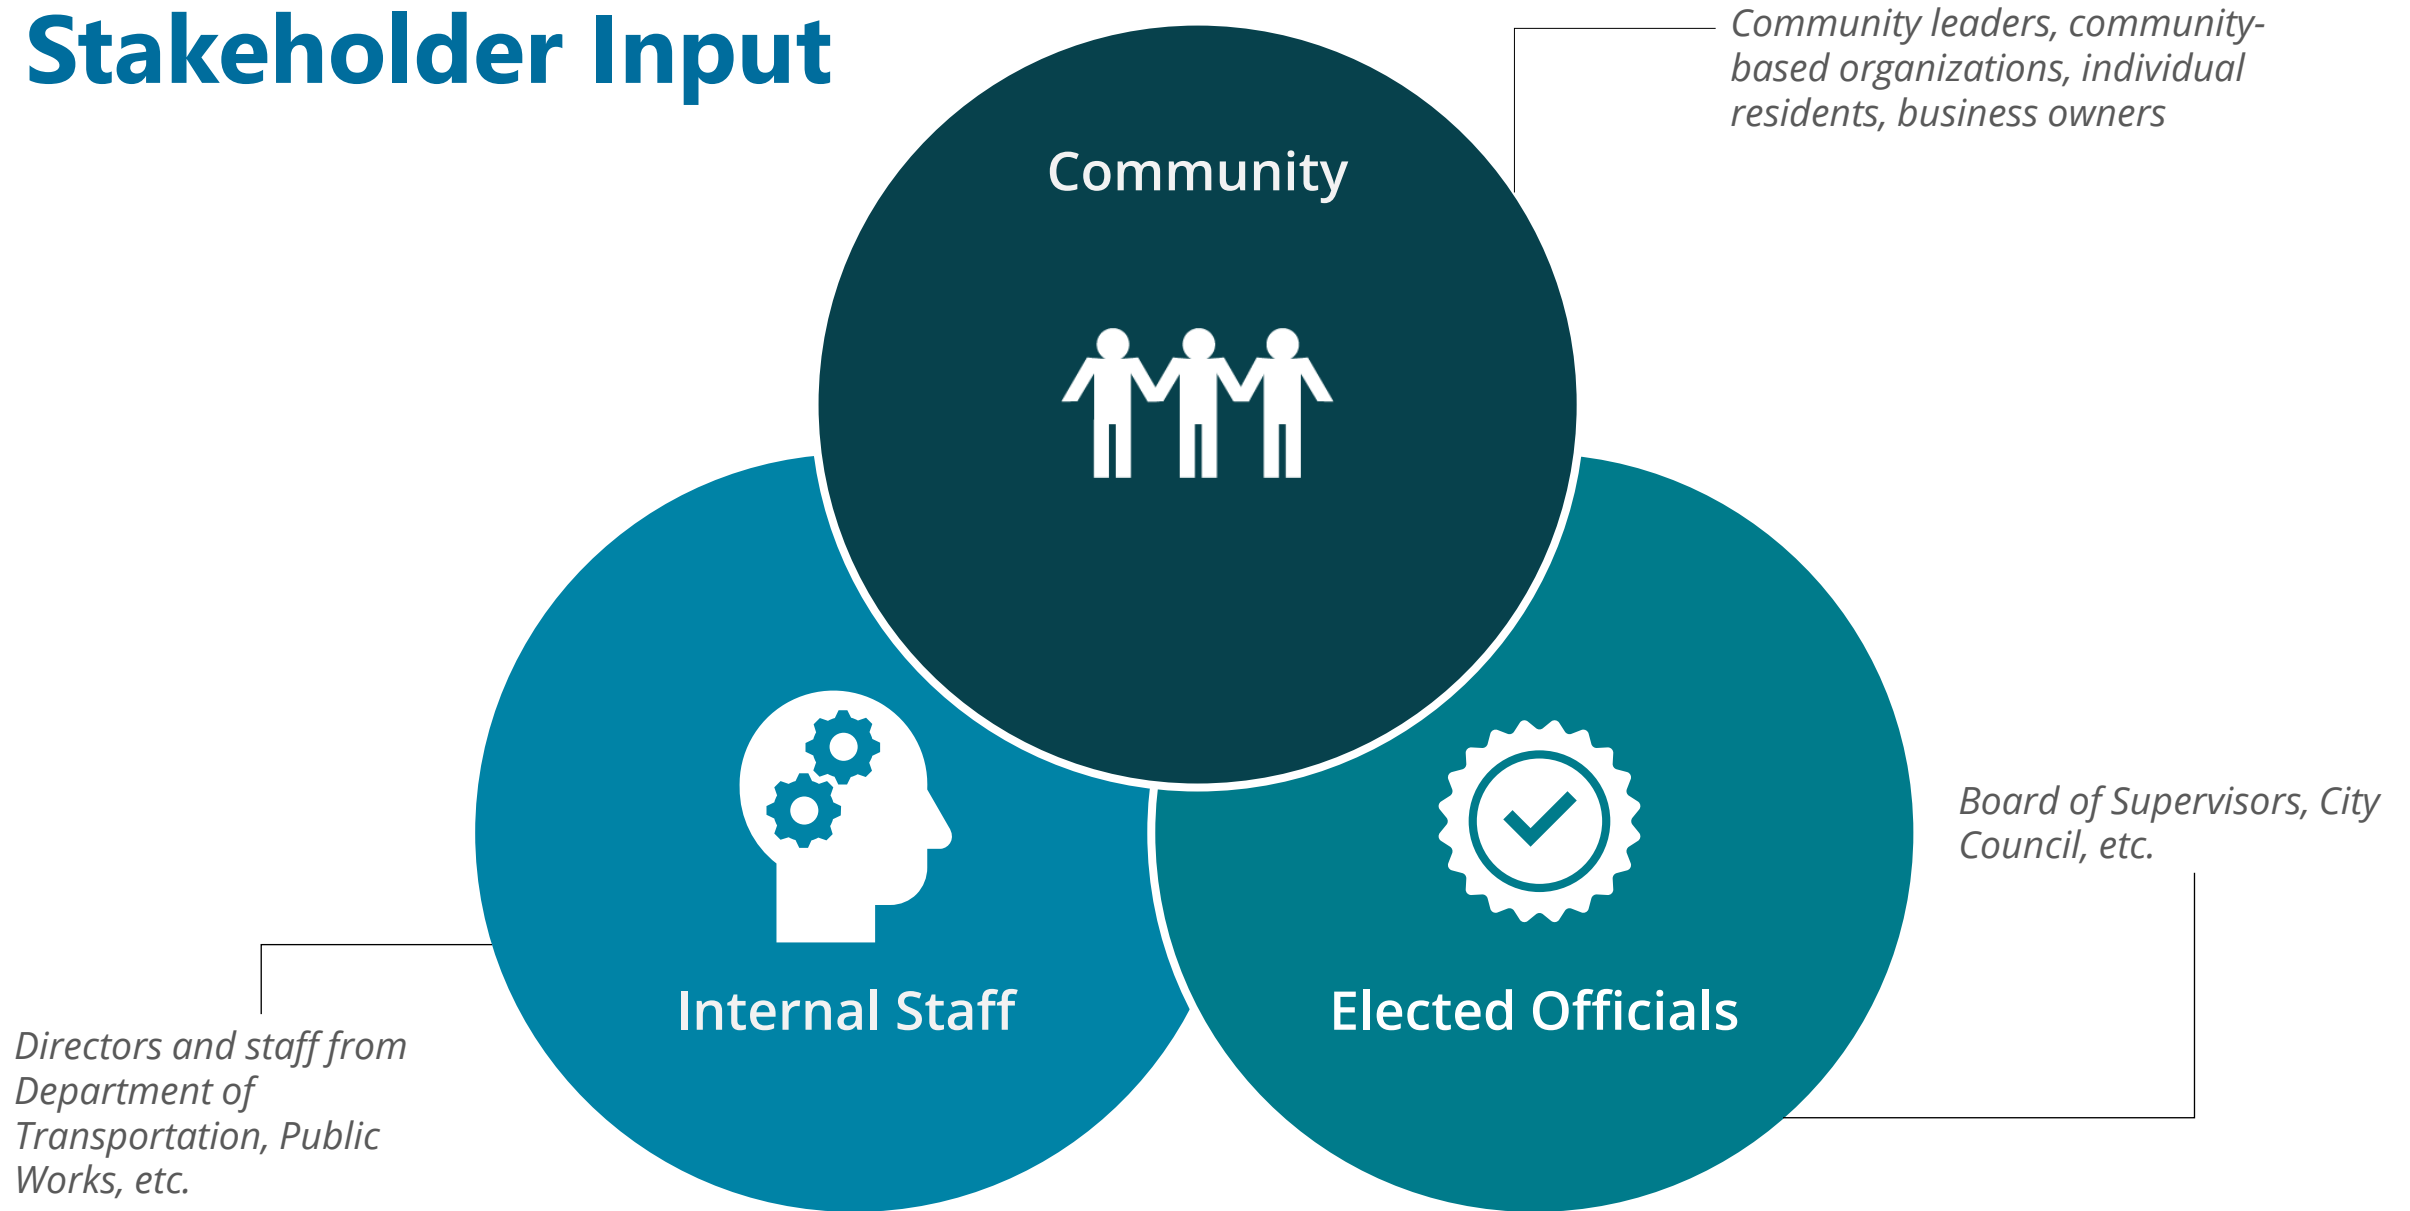 Stakeholder Input
Community leaders, community-
based organizations, individual
residents, business owners
Community
Board of Supervisors, City
Council, etc.
Internal Staff
Elected Officials
Directors and staff from
Department of
Transportation, Public
Works, etc.